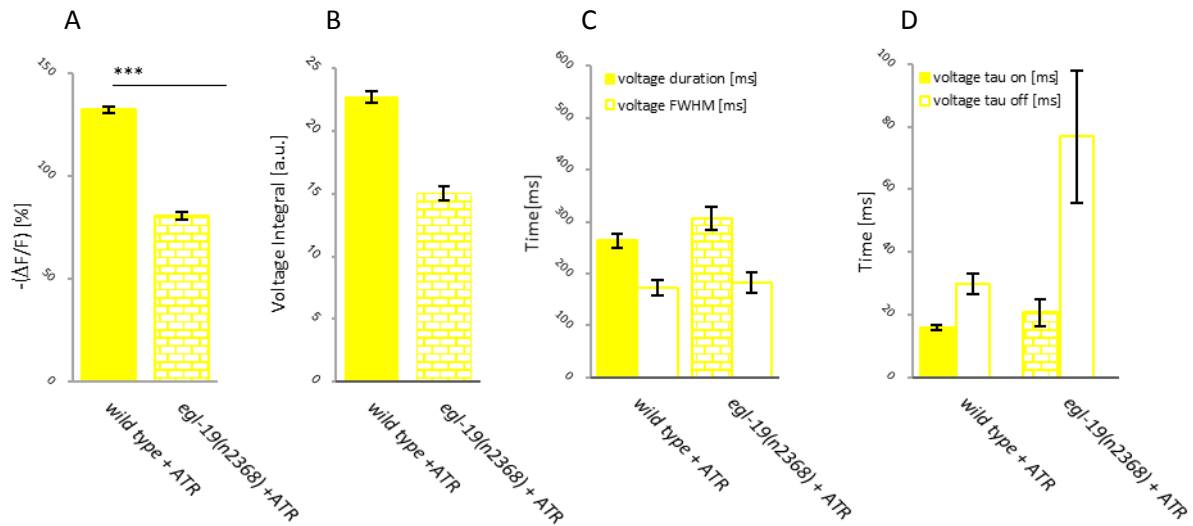 A
***
-(ΔF/F) [%]
150
100
50
0
wild type + ATR
egl-19(n2368) +ATR
B
Voltage Integral [a.u.]
25
20
15
10
5
0
wild type + ATR
egl-19(n2368) + ATR
C
voltage duration [ms]
voltage FWHM [ms]
Time[ms]
600
500
400
300
200
100
0
wild type + ATR
egl-19(n2368) + ATR
D
voltage tau on [ms]
voltage tau off [ms]
Time [ms]
100
80
60
40
20
0
wild type + ATR
egl-19(n2368) + ATR